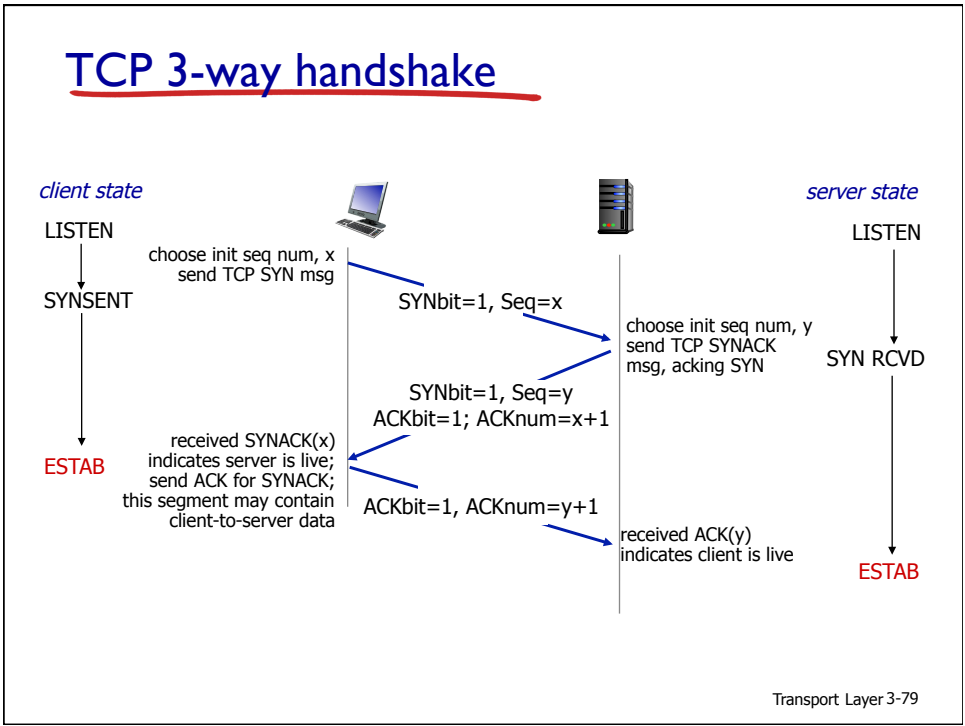 TCP 3-way handshake
client state
server state
LISTEN
LISTEN
choose init seq num, x
send TCP SYN msg
SYNSENT
SYNbit=1, Seq=x
choose init seq num, y
send TCP SYNACK
msg, acking SYN
SYN RCVD
SYNbit=1, Seq=y
ACKbit=1; ACKnum=x+1
received SYNACK(x)
indicates server is live;
send ACK for SYNACK;
this segment may contain
client-to-server data
ESTAB
ACKbit=1, ACKnum=y+1
received ACK(y)
indicates client is live
ESTAB
Transport Layer 3-79